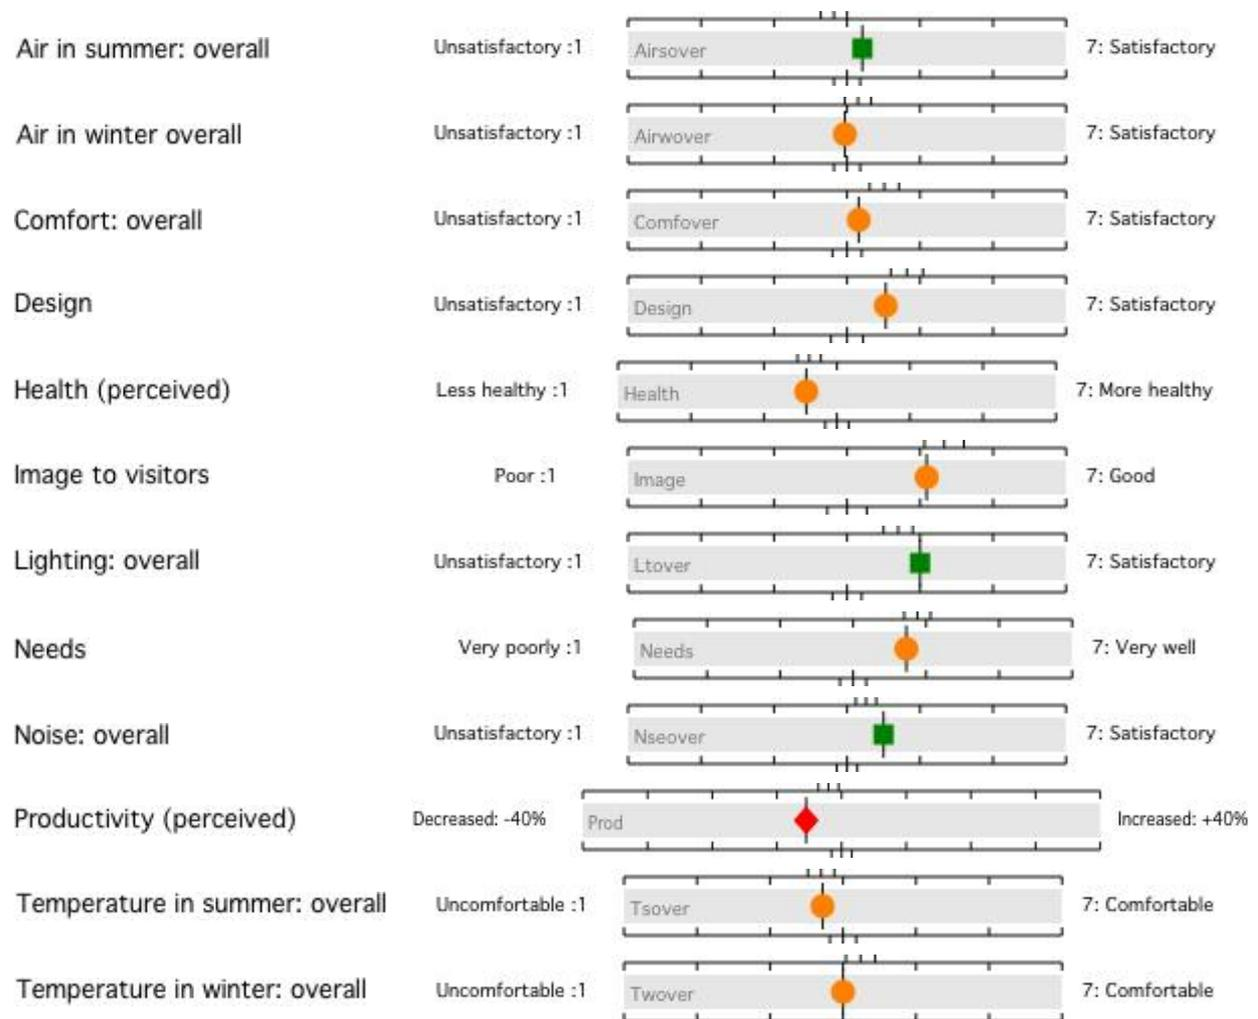 Air in summer: overall Unsatisfactory :1 Airsover 7: Satisfactory
Air in winter overall Unsatisfactory :1 Airwover 7: Satisfactory
Comfort: overall Unsatisfactory :1 Comfover 7: Satisfactory
Design Unsatisfactory :1 Design 7: Satisfactory
Health (perceived) Less healthy :1 Health 7: More healthy
Image to visitors Poor :1 Image 7: Good
Lighting: overall Unsatisfactory :1 Ltover 7: Satisfactory
Needs Very poorly :1 Needs 7: Very well
Noise: overall Unsatisfactory :1 Nseover 7: Satisfactory
Productivity (perceived) Decreased: -40% Prod Increased: +40%
Temperature in summer: overall Uncomfortable :1 Tsover 7: Comfortable
Temperature in winter: overall Uncomfortable :1 Twover 7: Comfortable